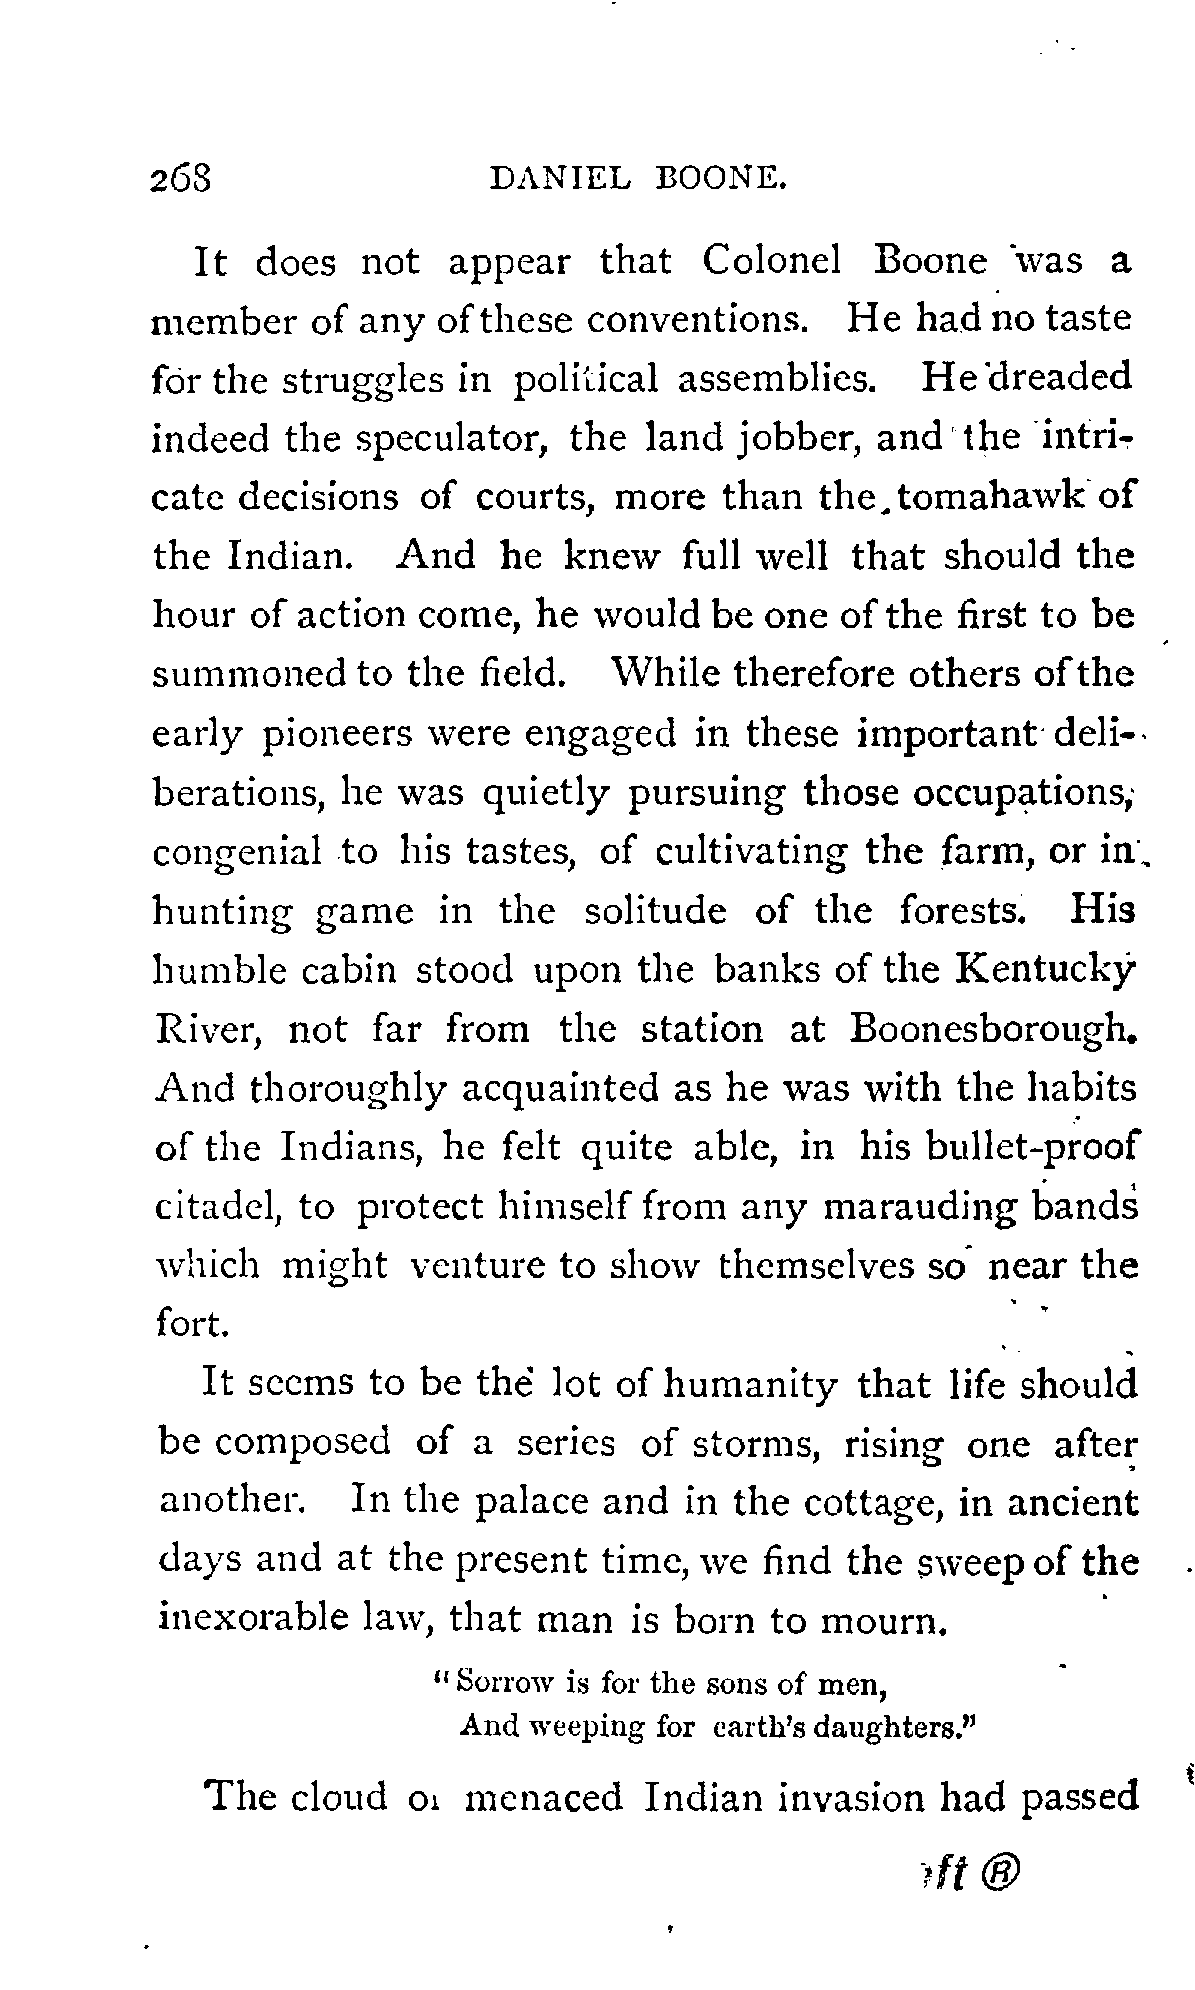 268 DANIEL BOONE.
It does not appear that Colonel Boone was a
member of any of these conventions. He had no taste
for the struggles in political assemblies. He dreaded
indeed the speculator, the land jobber, and the intri-
cate decisions of courts, more than the tomahawk of
the Indian. And he knew full well that should the
hour of action come, he would be one of the first to be
summoned to the field. While therefore others of the
early pioneers were engaged in these important deli-
berations, he was quietly pursuing those occupations,
congenial to his tastes, of cultivating the farm, or in
hunting game in the solitude of the forests. His
humble cabin stood upon the banks of the Kentucky
River, not far from the station at Boonesborough.
And thoroughly acquainted as he was with the habits
of the Indians, he felt quite able, in his bullet-proof
citadel, to protect himself from any marauding bands
which might venture to show themselves so near the
fort.
It seems to be the lot of humanity that life should
be composed of a series of storms, rising one after
another. In the palace and in the cottage, in ancient
days and at the present time, we find the sweep of the
inexorable law, that man is born to mourn.
"Sorrow is for the sons of men,
And weeping for earth's daughters."
The cloud of menaced Indian invasion had passed
ft ®